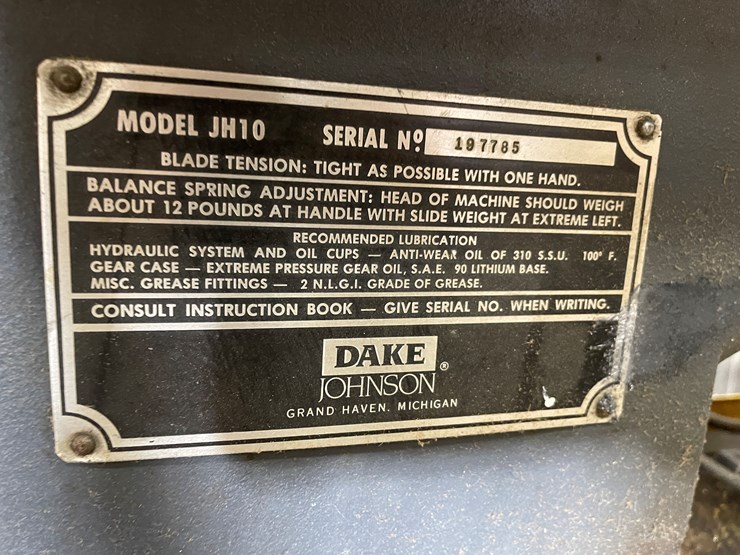 MODEL JH10 SERIAL Nº 197785
BLADE TENSION: TIGHT AS POSSIBLE WITH ONE HAND.
BALANCE SPRING ADJUSTMENT: HEAD OF MACHINE SHOULD WEIGH
ABOUT 12 POUNDS AT HANDLE WITH SLIDE WEIGHT AT EXTREME LEFT.
RECOMMENDED LUBRICATION
HYDRAULIC SYSTEM AND OIL CUPS — ANTI-WEAR OIL OF 310 S.S.U. 100° F.
GEAR CASE — EXTREME PRESSURE GEAR OIL, S.A.E. 90 LITHIUM BASE.
MISC. GREASE FITTINGS — 2 N.L.G.I. GRADE OF GREASE.
CONSULT INSTRUCTION BOOK — GIVE SERIAL NO. WHEN WRITING.
DAKE
JOHNSON®
GRAND HAVEN, MICHIGAN